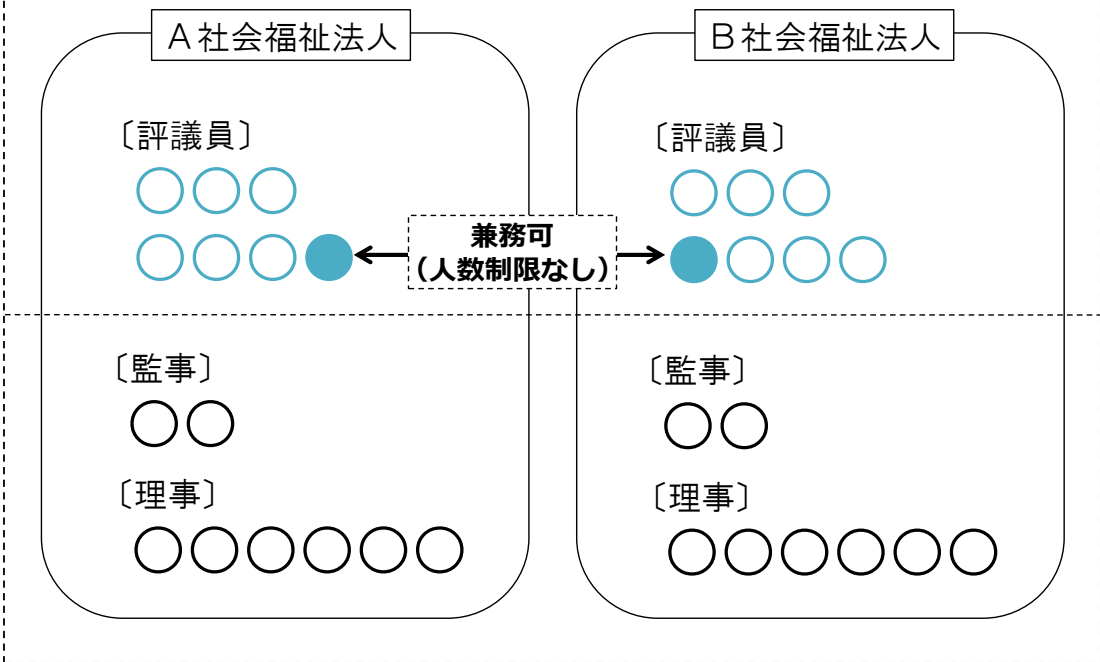 A社会福祉法人
B社会福祉法人
〔評議員〕
〔評議員〕
兼務可
(人数制限なし)
〔監事〕
〔監事〕
〔理事〕
〔理事〕